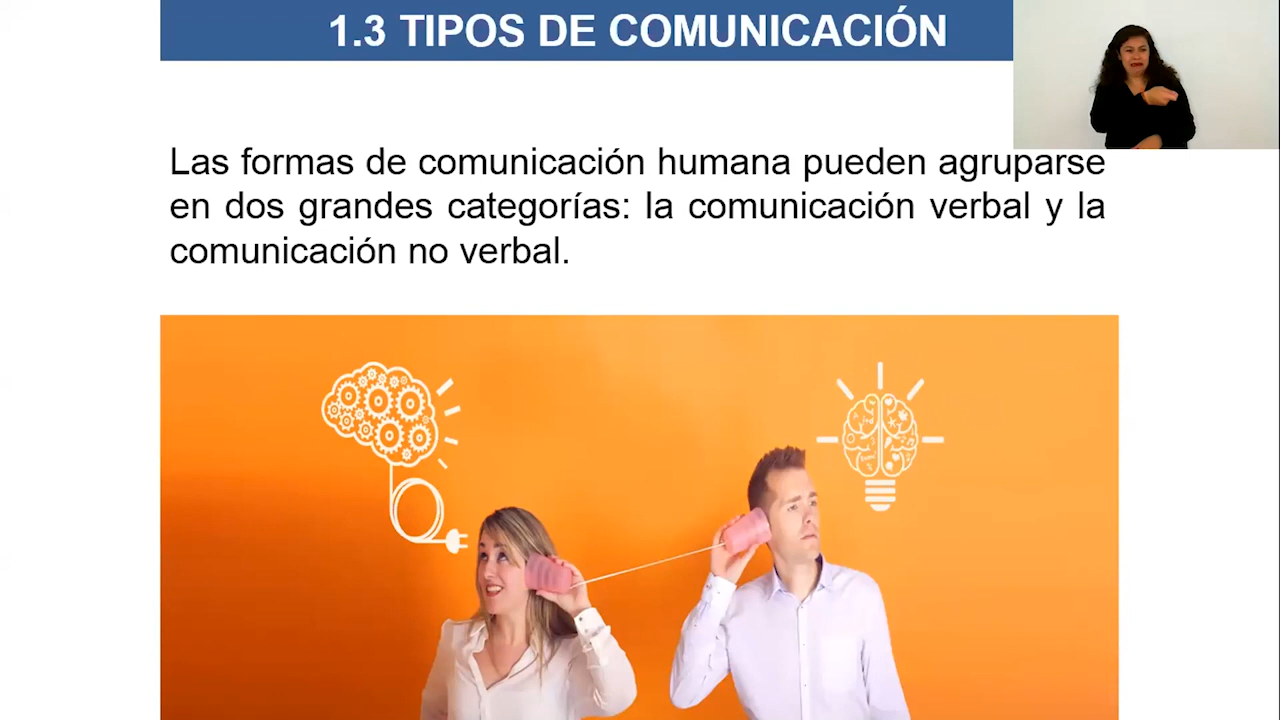 1.3 TIPOS DE COMUNICACIÓN
Las formas de comunicación humana pueden agruparse
en dos grandes categorías: la comunicación verbal y la
comunicación no verbal.